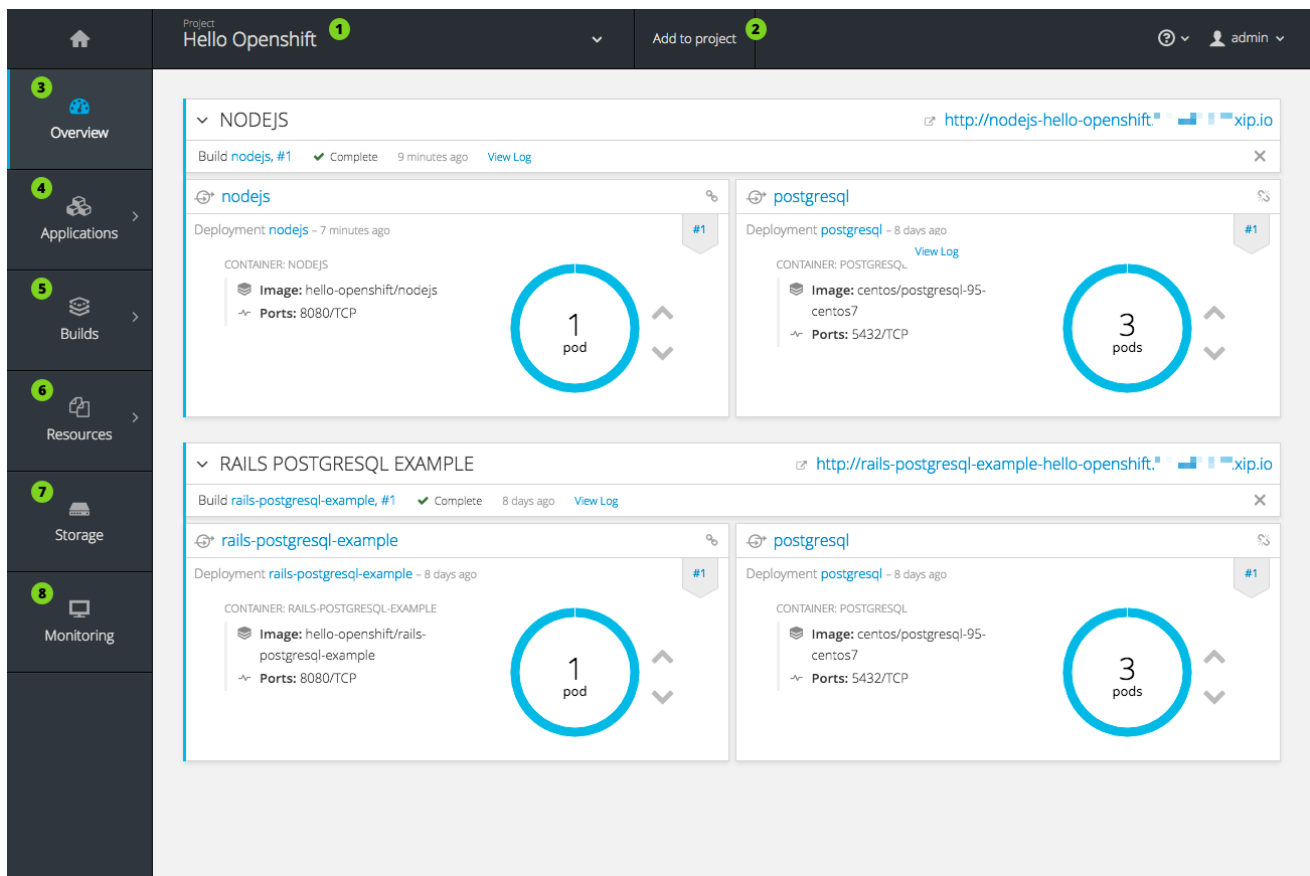 Project
Hello Openshift 1
Add to project 2
admin
3
Overview
4
Applications
5
Builds
6
Resources
7
Storage
8
Monitoring
NODEJS http://nodejs-hello-openshift. xip.io
Build nodejs, #1 Complete 9 minutes ago View Log
nodejs
Deployment nodejs – 7 minutes ago #1
CONTAINER: NODEJS
Image: hello-openshift/nodejs
Ports: 8080/TCP
1
pod
postgresql
Deployment postgresql – 8 days ago #1
View Log
CONTAINER: POSTGRESQL
Image: centos/postgresql-95-
centos7
Ports: 5432/TCP
3
pods
RAILS POSTGRESQL EXAMPLE http://rails-postgresql-example-hello-openshift. xip.io
Build rails-postgresql-example, #1 Complete 8 days ago View Log
rails-postgresql-example
Deployment rails-postgresql-example – 8 days ago #1
CONTAINER: RAILS-POSTGRESQL-EXAMPLE
Image: hello-openshift/rails-
postgresql-example
Ports: 8080/TCP
1
pod
postgresql
Deployment postgresql – 8 days ago #1
CONTAINER: POSTGRESQL
Image: centos/postgresql-95-
centos7
Ports: 5432/TCP
3
pods